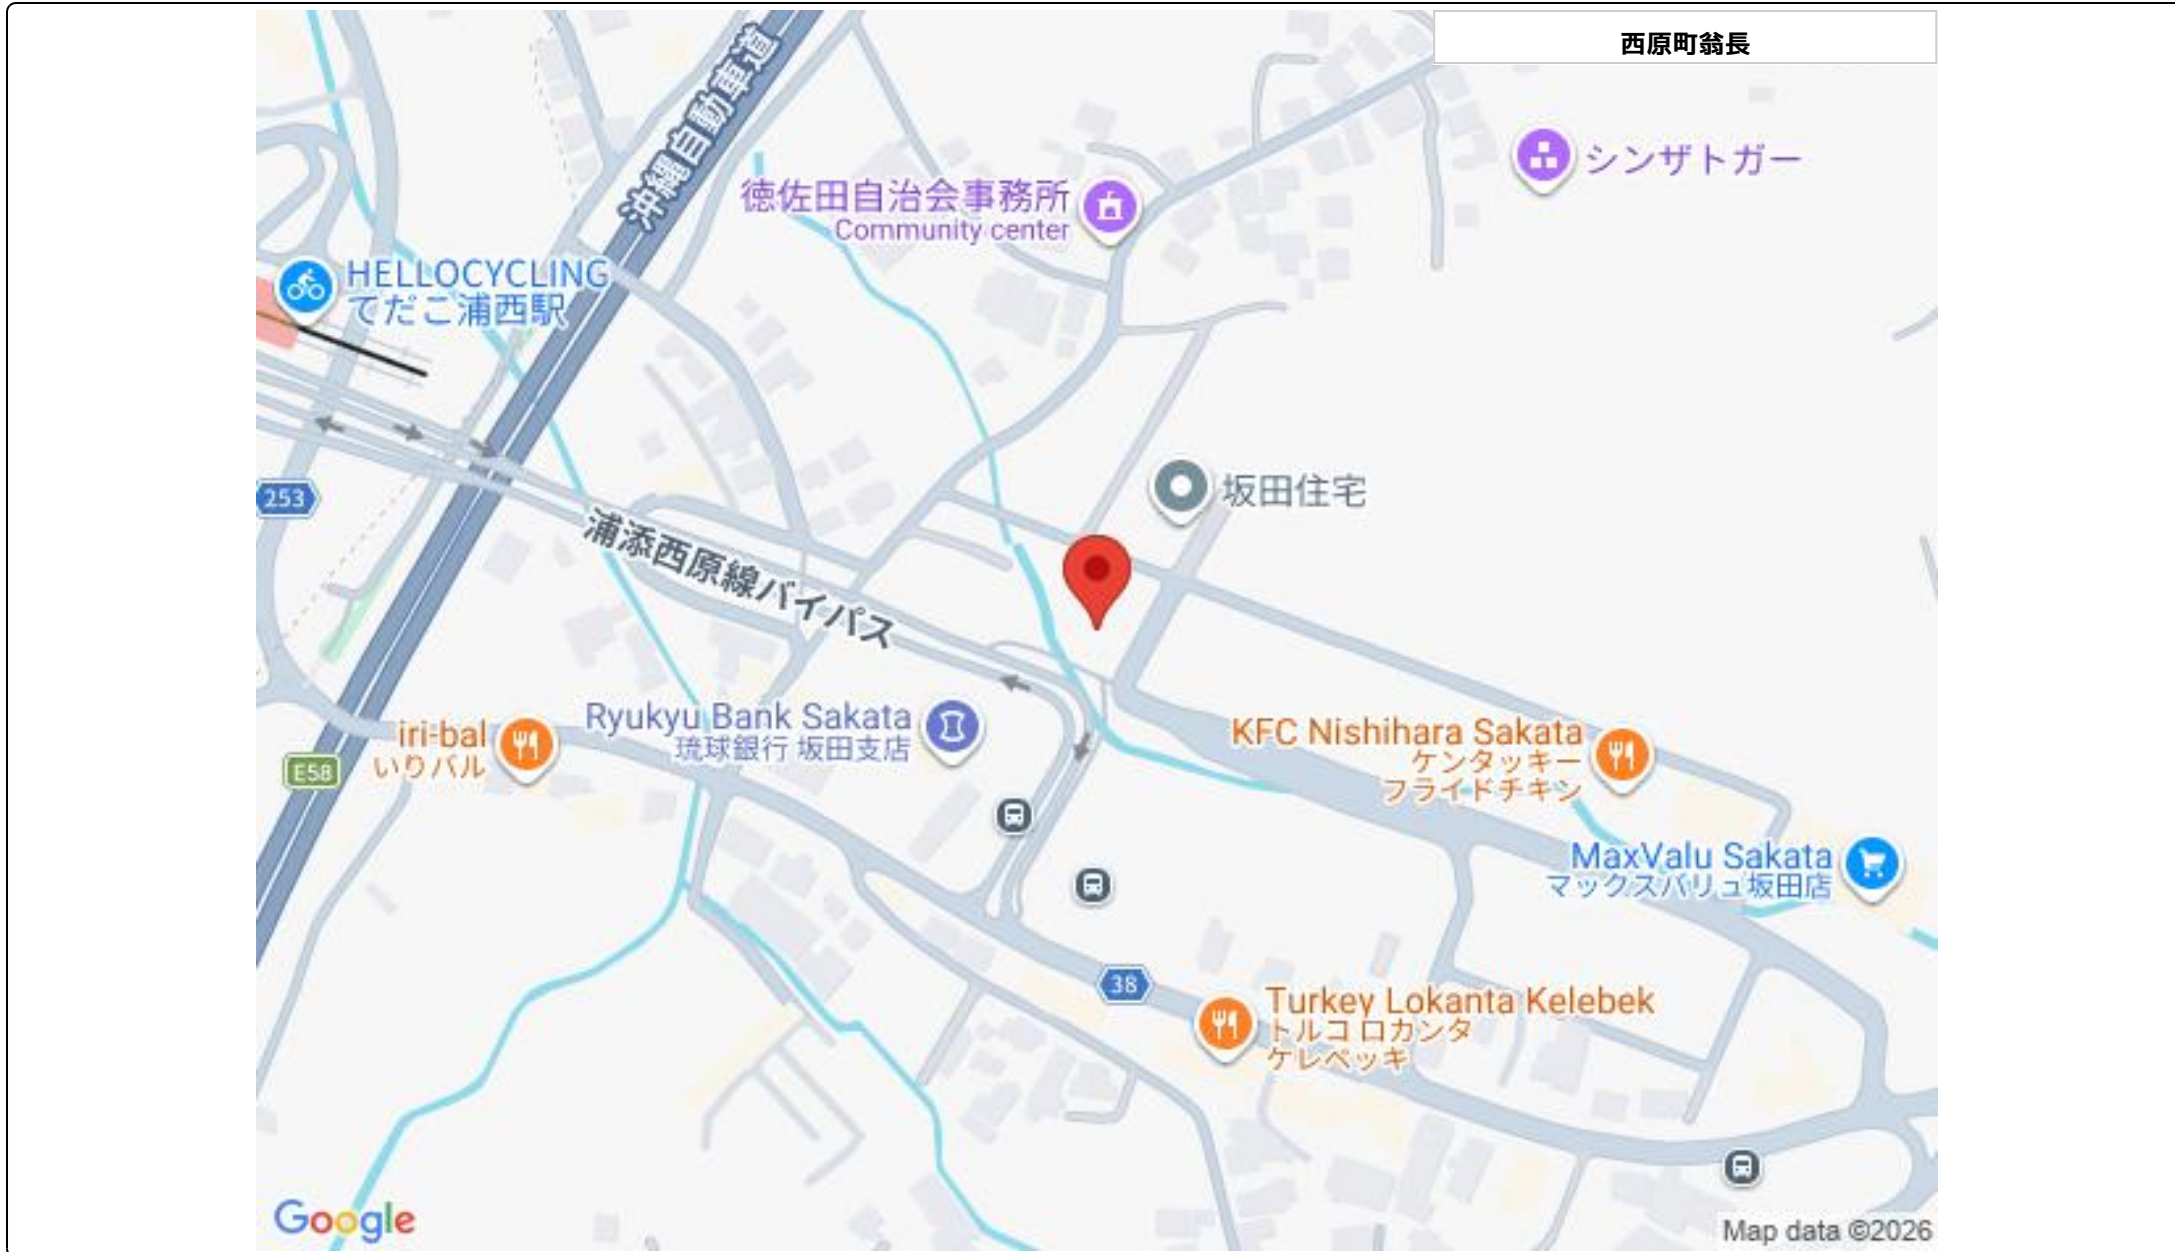 西原町翁長
沖縄自動車道
シンザトガー
徳佐田自治会事務所
Community center
HELLOCYCLING
てだこ浦西駅
253
坂田住宅
浦添西原線バイパス
Ryukyu Bank Sakata
琉球銀行 坂田支店
iri-bal
いりバル
E58
KFC Nishihara Sakata
ケンタッキー
フライドチキン
MaxValu Sakata
マックスバリュ坂田店
38
Turkey Lokanta Kelebek
トルコ ロカンタ
ケレベッキ
Google
Map data ©2026